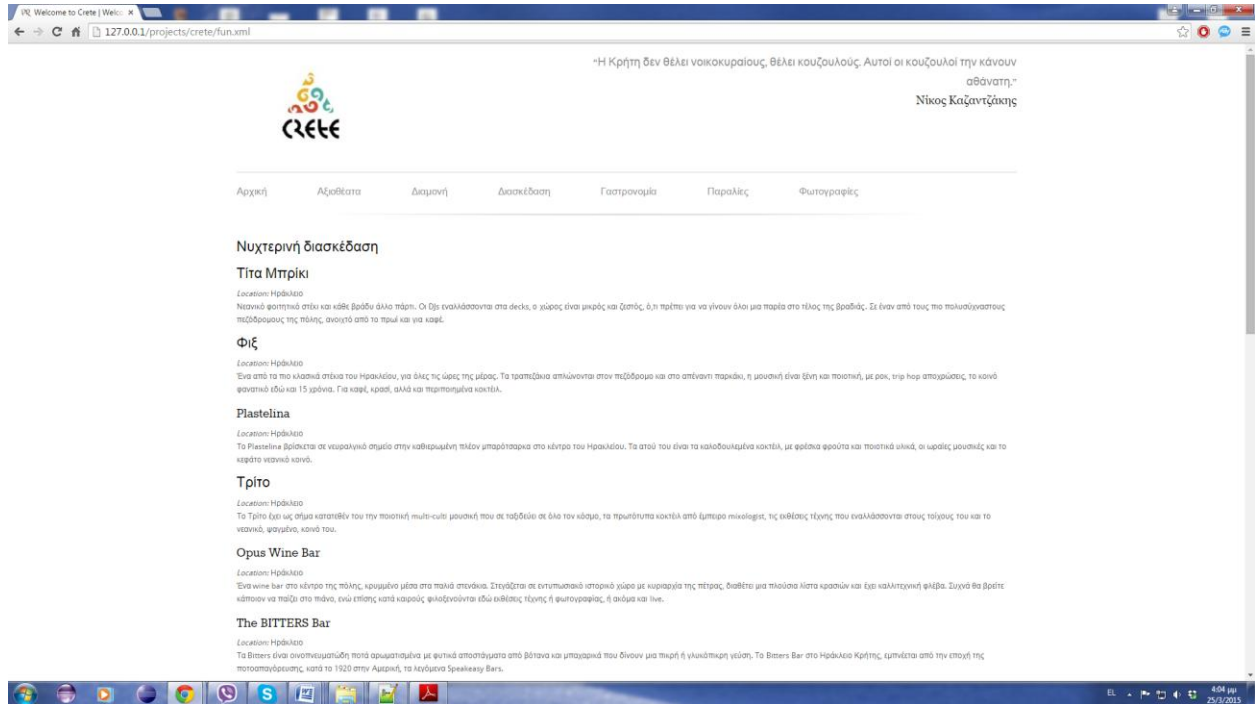 Welcome to Crete | Welc
127.0.0.1/projects/crete/fun.xml
"Η Κρήτη δεν θέλει νοικοκυραίους, θέλει κουζουλούς. Αυτοί οι κουζουλοί την κάνουν
αθάνατη."
Νίκος Καζαντζάκης
CRETE
Αρχική Αξιοθέατα Διαμονή Διασκέδαση Γαστρονομία Παραλίες Φωτογραφίες
Νυχτερινή διασκέδαση
Τίτα Μπρίκι
Location: Ηράκλειο
Νεανικό φοιτητικό στέκι και κάθε βράδυ άλλο πάρτι. Οι DJs εναλλάσσονται στα decks, ο χώρος είναι μικρός και ζεστός, ό,τι πρέπει για να γίνουν όλοι μια παρέα στο τέλος της βραδιάς. Σε έναν από τους πιο πολυσύχναστους
πεζόδρομους της πόλης, ανοιχτό από το πρωί και για καφέ.
Φιξ
Location: Ηράκλειο
Ένα από τα πιο κλασικά στέκια του Ηρακλείου, για όλες τις ώρες της μέρας. Τα τραπεζάκια απλώνονται στον πεζόδρομο και στο απέναντι παρκάκι, η μουσική είναι ξένη και ποιοτική, με ροκ, trip hop αποχρώσεις, το κοινό
φανατικό εδώ και 15 χρόνια. Για καφέ, κρασί, αλλά και περιποιημένα κοκτέιλ.
Plastelina
Location: Ηράκλειο
Το Plastelina βρίσκεται σε νευραλγικό σημείο στην καθιερωμένη πλέον μπαρότσαρκα στο κέντρο του Ηρακλείου. Τα ατού του είναι τα καλοδουλεμένα κοκτέιλ, με φρέσκα φρούτα και ποιοτικά υλικά, οι ωραίες μουσικές και το
κεφάτο νεανικό κοινό.
Τρίτο
Location: Ηράκλειο
Το Τρίτο έχει ως σήμα κατατεθέν του την ποιοτική multi-culti μουσική που σε ταξιδεύει σε όλο τον κόσμο, τα πρωτότυπα κοκτέιλ από έμπειρο mixologist, τις εκθέσεις τέχνης που εναλλάσσονται στους τοίχους του και το
νεανικό, ψαγμένο, κοινό του.
Opus Wine Bar
Location: Ηράκλειο
Ένα wine bar στο κέντρο της πόλης, κρυμμένο μέσα στα παλιά στενάκια. Στεγάζεται σε εντυπωσιακό ιστορικό χώρο με κυριαρχία της πέτρας, διαθέτει μια πλούσια λίστα κρασιών και έχει καλλιτεχνική φλέβα. Συχνά θα βρείτε
κάποιον να παίζει στο πιάνο, ενώ επίσης κατά καιρούς φιλοξενούνται εδώ εκθέσεις τέχνης ή φωτογραφίας, ή ακόμα και live.
The BITTERS Bar
Location: Ηράκλειο
Τα Bitters είναι οινοπνευματώδη ποτά αρωματισμένα με φυτικά αποστάγματα από βότανα και μπαχαρικά που δίνουν μια πικρή ή γλυκόπικρη γεύση. Το Bitters Bar στο Ηράκλειο Κρήτης, εμπνέεται από την εποχή της
ποτοαπαγόρευσης, κατά το 1920 στην Αμερική, τα λεγόμενα Speakeasy Bars.
EL 4:04 μμ
25/3/2015